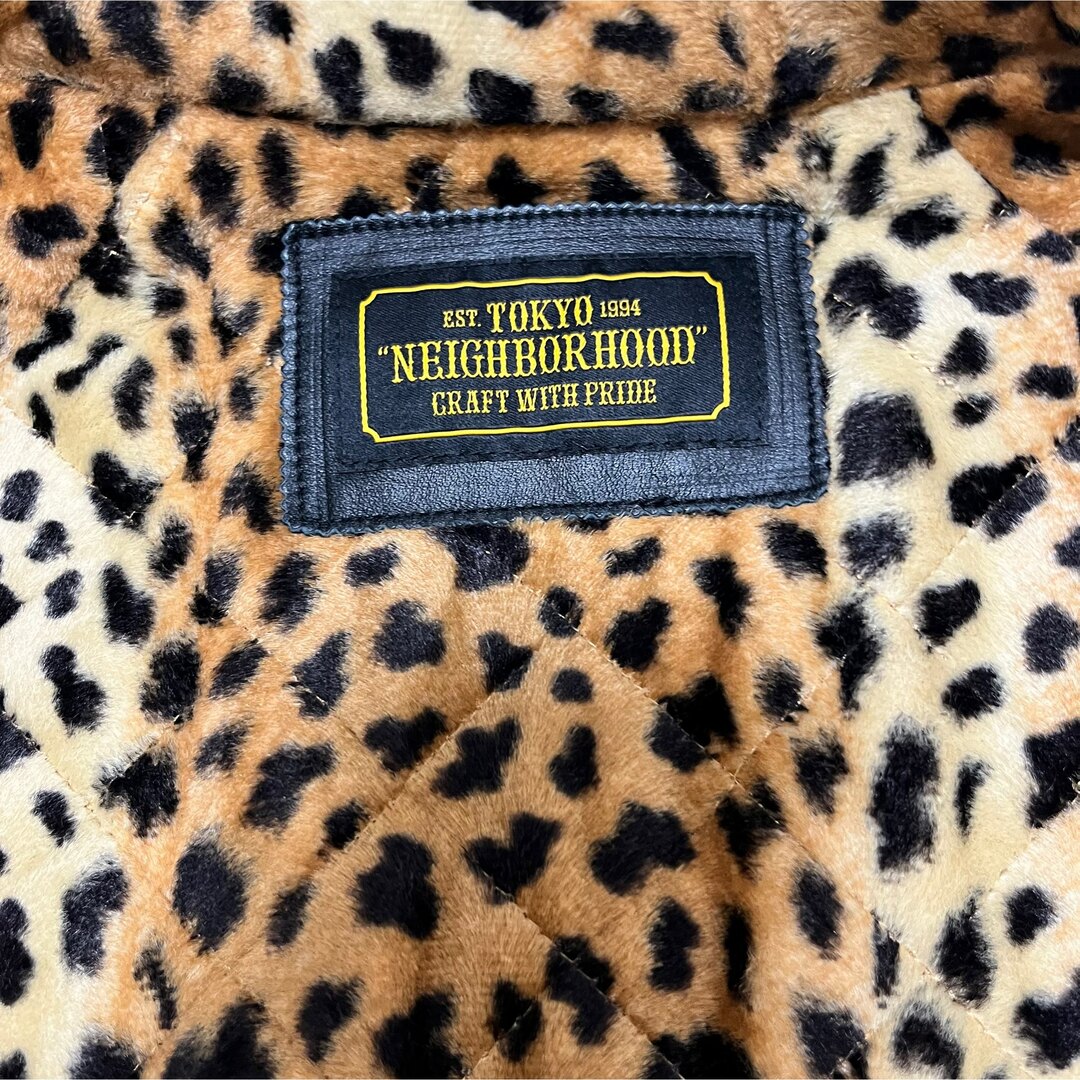 EST. TOKYO 1994
"NEIGHBORHOOD"
CRAFT WITH PRIDE